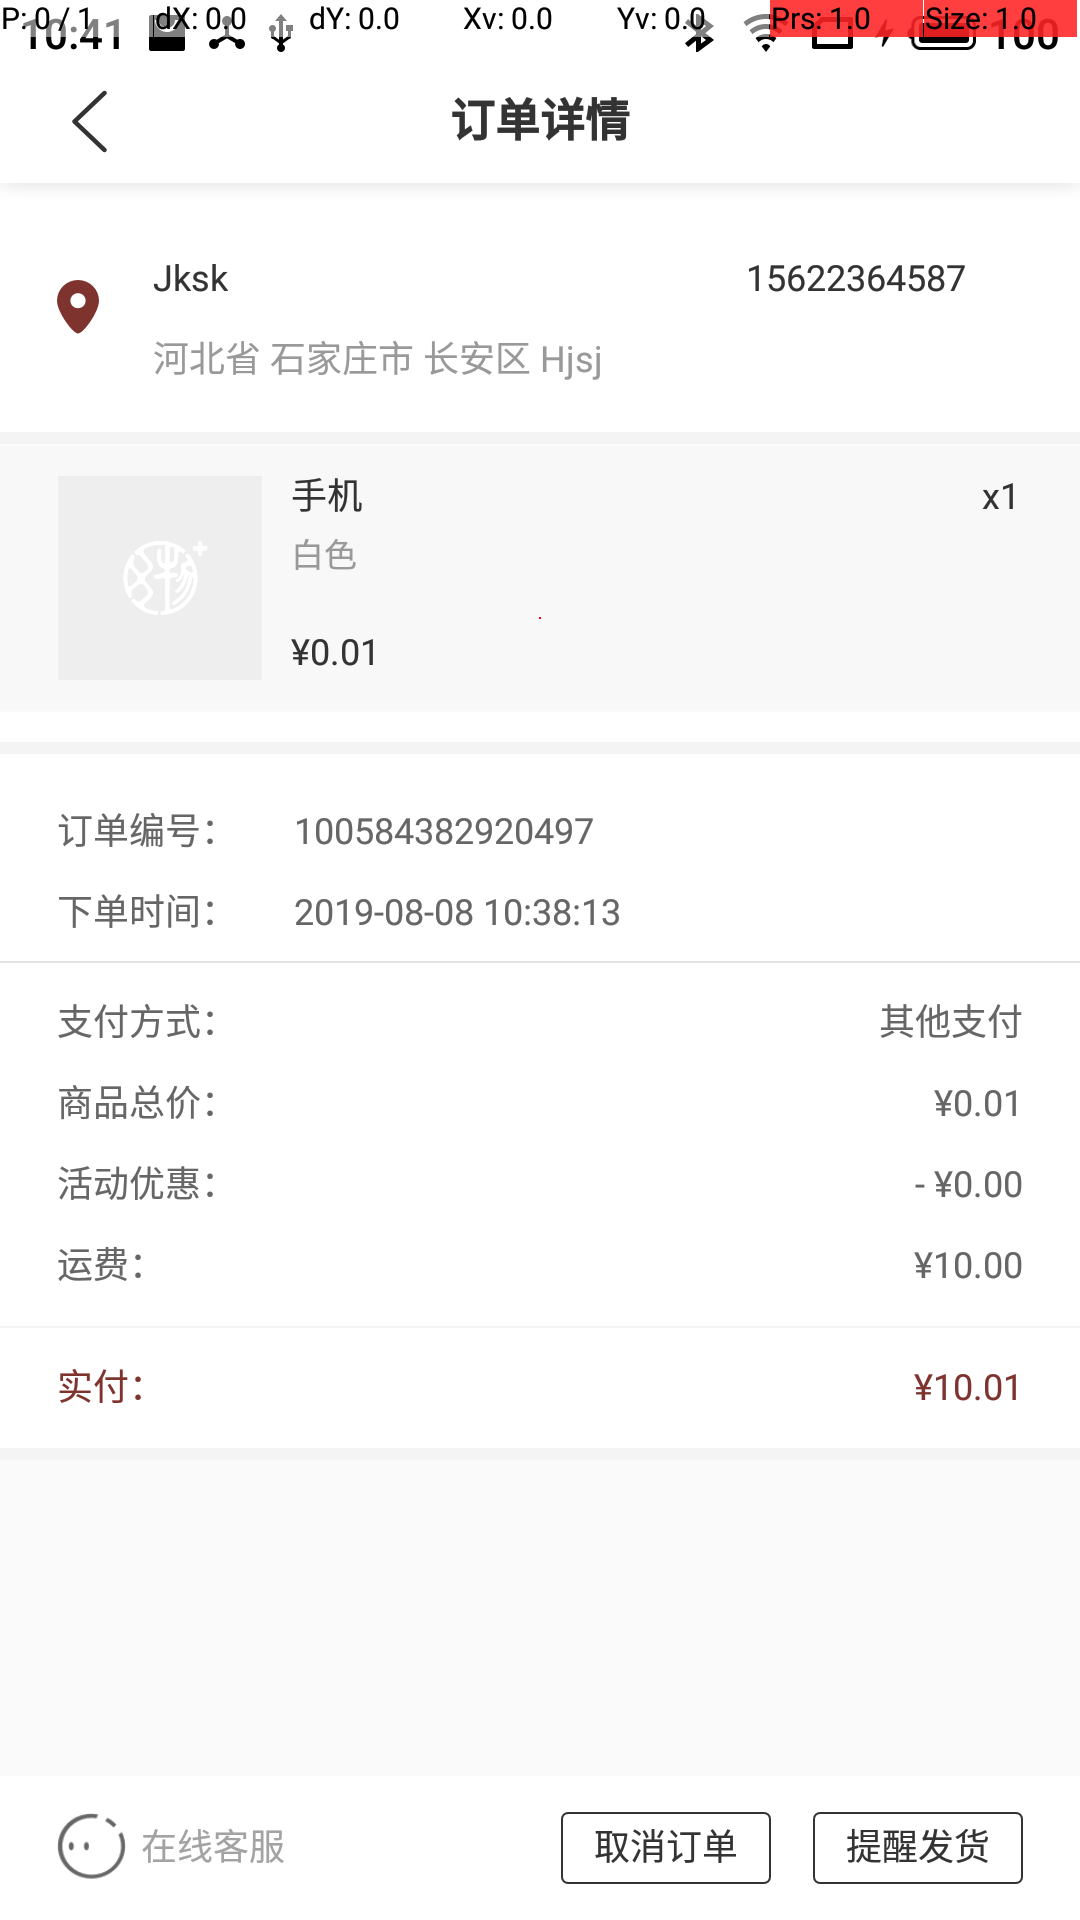 P: 0 / 1 dX: 0.0 dY: 0.0 Xv: 0.0 Yv: 0.0 Prs: 1.0 Size: 1.0
10:41 100
订单详情
Jksk 15622364587
河北省 石家庄市 长安区 Hjsj
手机 x1
白色
¥0.01
订单编号： 100584382920497
下单时间： 2019-08-08 10:38:13
支付方式： 其他支付
商品总价： ¥0.01
活动优惠： - ¥0.00
运费： ¥10.00
实付： ¥10.01
在线客服 取消订单 提醒发货